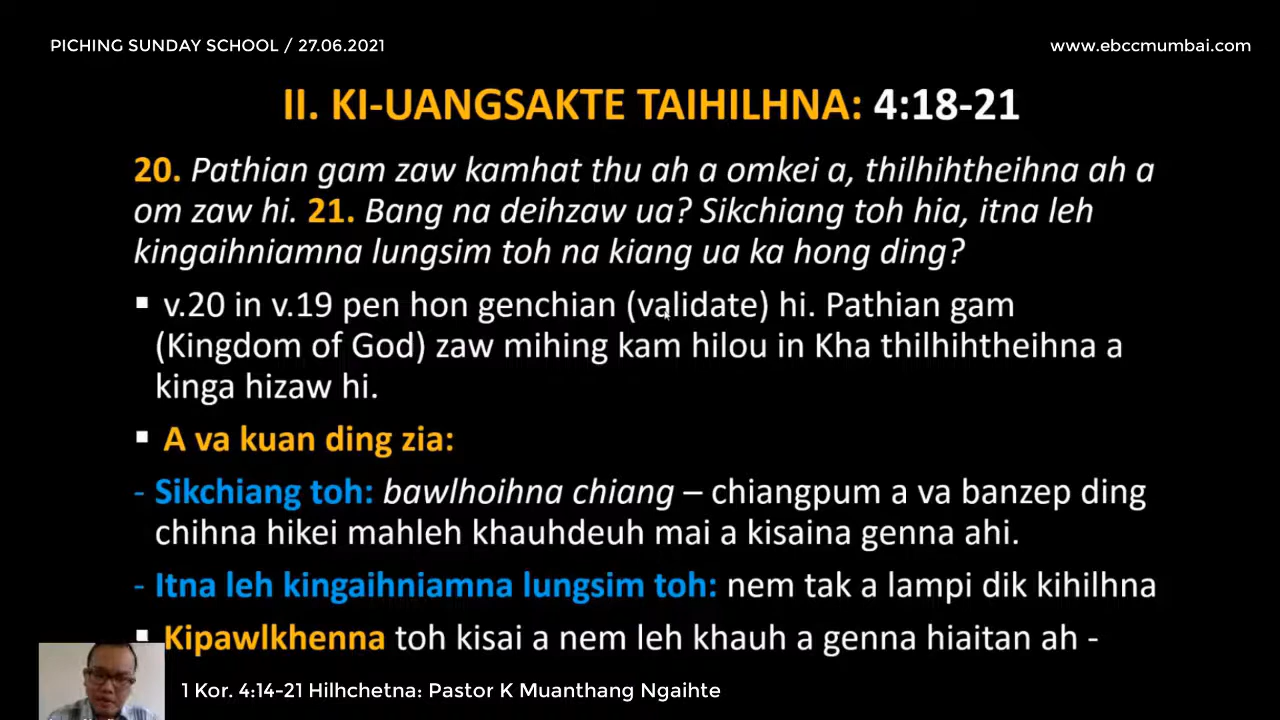 PICHING SUNDAY SCHOOL / 27.06.2021
www.ebccmumbai.com
II. KI-UANGSAKTE TAIHILHNA: 4:18-21
20. Pathian gam zaw kamhat thu ah a omkei a, thilhihtheihna ah a
om zaw hi. 21. Bang na deihzaw ua? Sikchiang toh hia, itna leh
kingaihniamna lungsim toh na kiang ua ka hong ding?
▪ v.20 in v.19 pen hon genchian (validate) hi. Pathian gam
(Kingdom of God) zaw mihing kam hilou in Kha thilhihtheihna a
kinga hizaw hi.
▪ A va kuan ding zia:
- Sikchiang toh: bawlhoihna chiang – chiangpum a va banzep ding
chihna hikei mahleh khauhdeuh mai a kisaina genna ahi.
- Itna leh kingaihniamna lungsim toh: nem tak a lampi dik kihilhna
▪ Kipawlkhenna toh kisai a nem leh khauh a genna hiaitan ah -
1 Kor. 4:14-21 Hilhchetna: Pastor K Muanthang Ngaihte